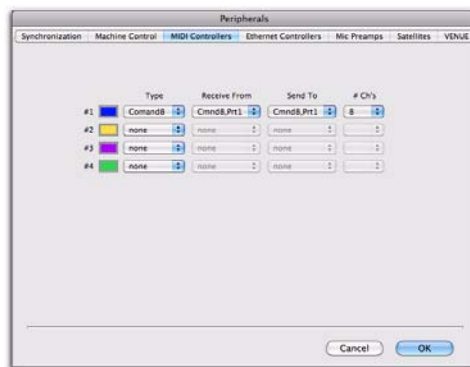 Peripherals
Synchronization Machine Control MIDI Controllers Ethernet Controllers Mic Preamps Satellites VENUE
Type Receive From Send To # Ch's
#1 Comand8 Cmnd8,Prt1 Cmnd8,Prt1 8
#2 none none none
#3 none none none
#4 none none none
Cancel OK